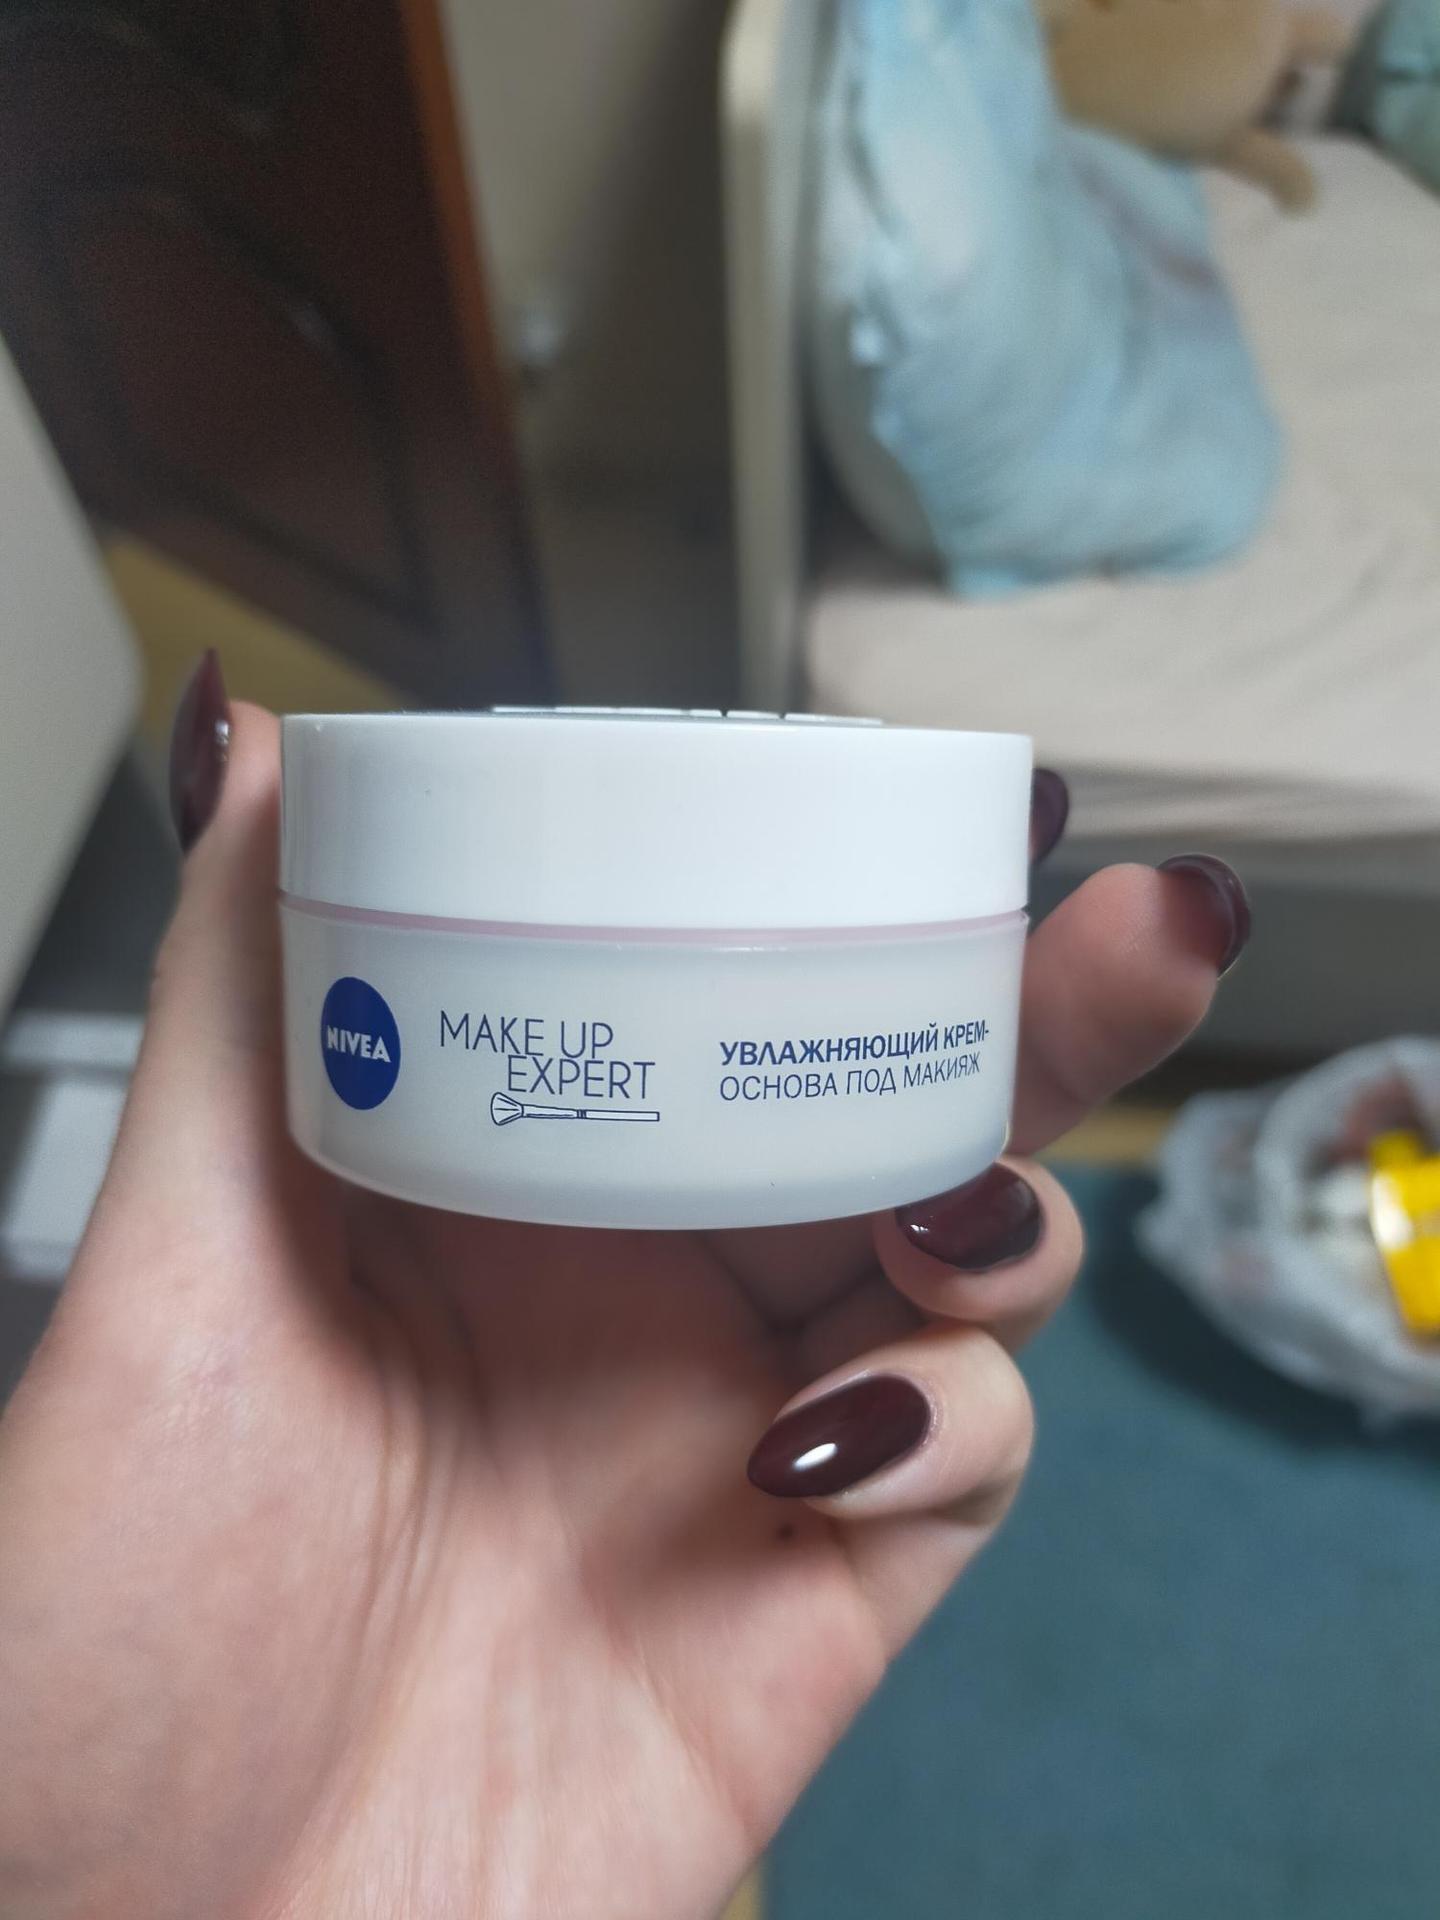 NIVEA
MAKE UP
EXPERT
УВЛАЖНЯЮЩИЙ КРЕМ-
ОСНОВА ПОД МАКИЯЖ